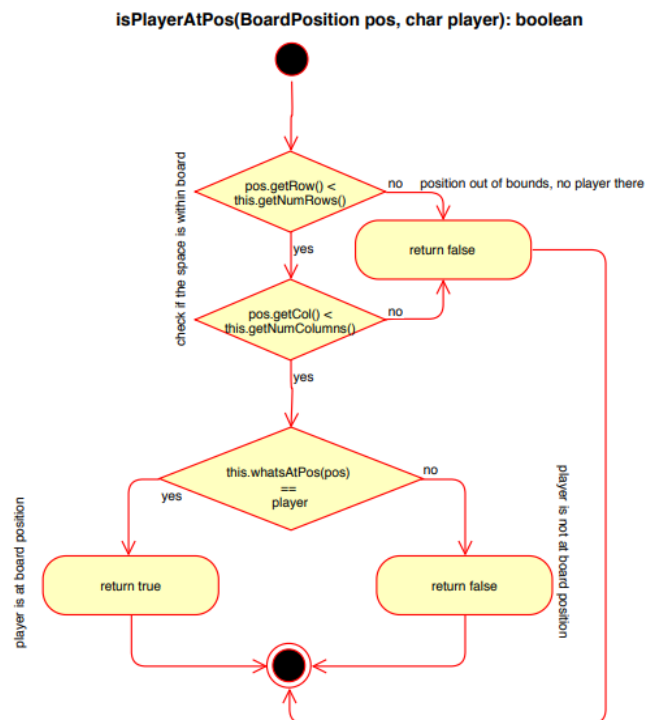 isPlayerAtPos(BoardPosition pos, char player): boolean
check if the space is within board
pos.getRow() <
this.getNumRows()
no
position out of bounds, no player there
return false
yes
pos.getCol() <
this.getNumColumns()
no
yes
this.whatsAtPos(pos)
==
player
yes
no
player is at board position
player is not at board position
return true
return false